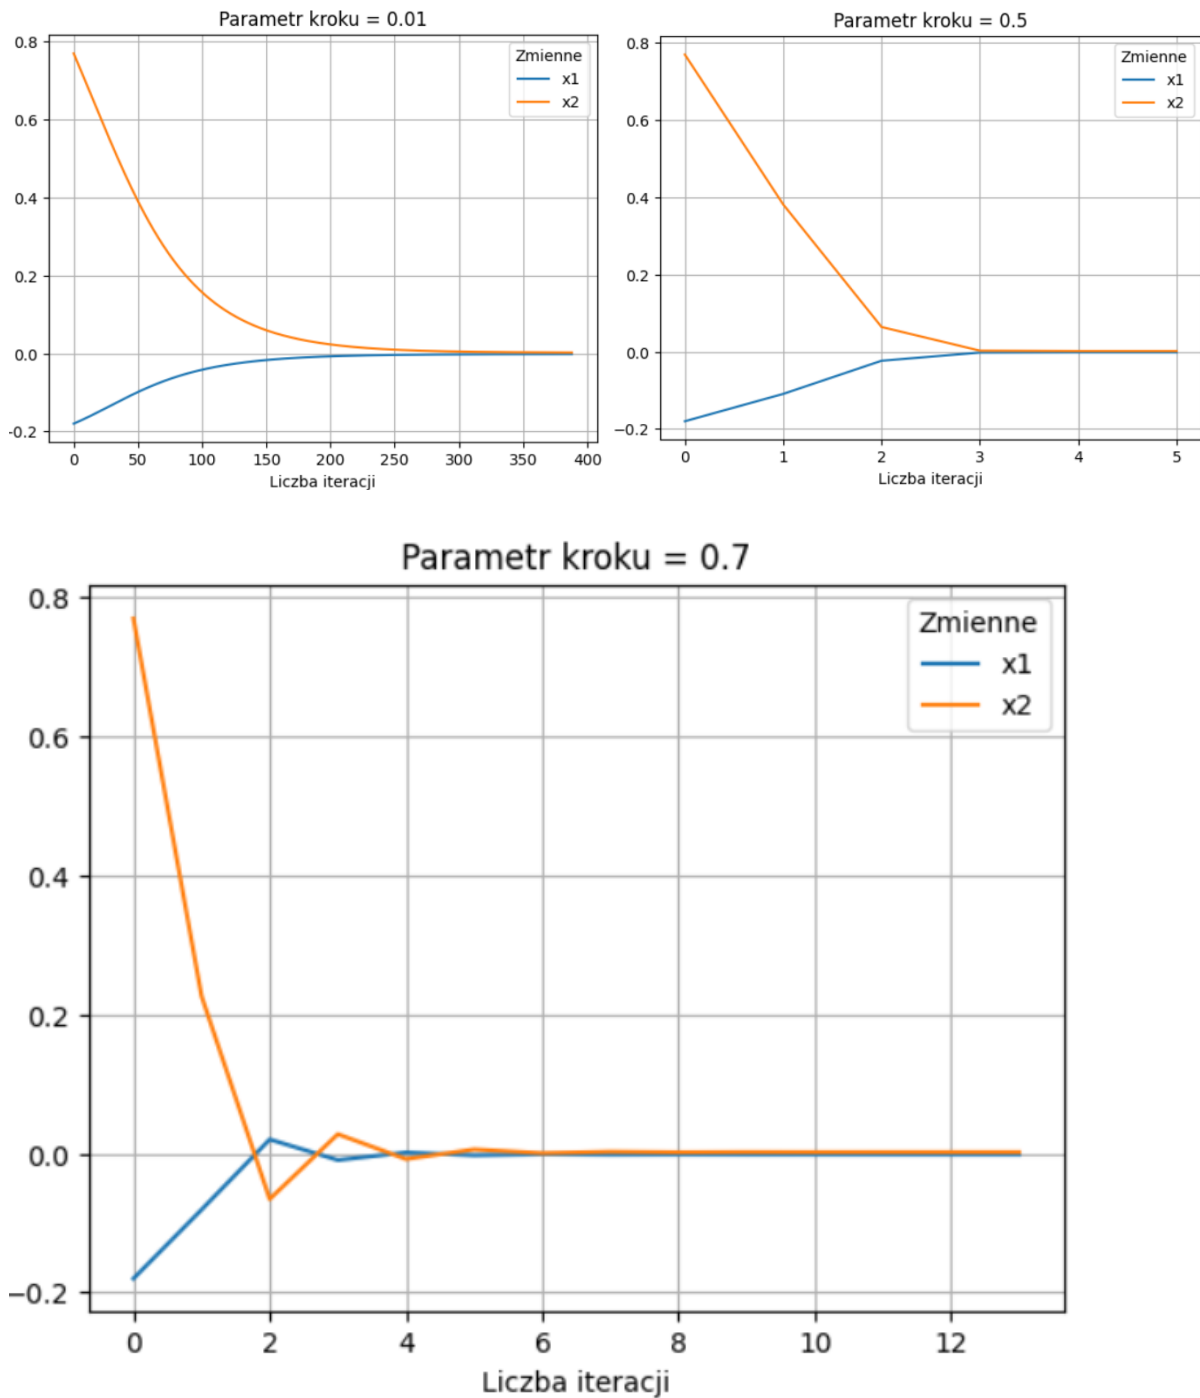 Parametr kroku = 0.01
0.8
0.6
0.4
0.2
0.0
-0.2
Zmienne
x1
x2
0 50 100 150 200 250 300 350 400
Liczba iteracji
Parametr kroku = 0.5
0.8
0.6
0.4
0.2
0.0
−0.2
Zmienne
x1
x2
0 1 2 3 4 5
Liczba iteracji
Parametr kroku = 0.7
0.8
0.6
0.4
0.2
0.0
−0.2
Zmienne
x1
x2
0 2 4 6 8 10 12
Liczba iteracji